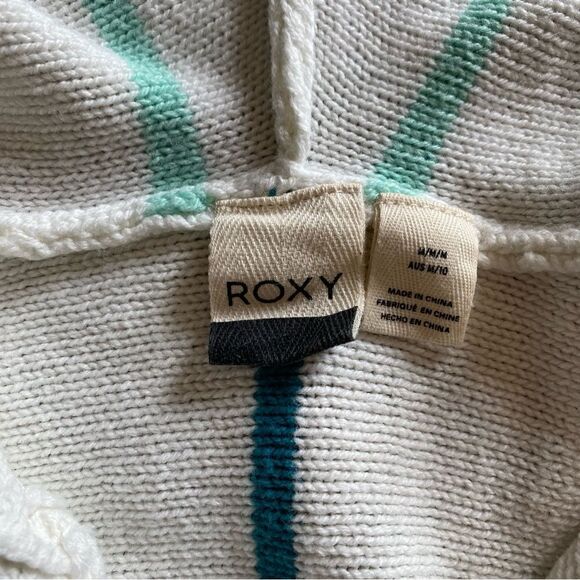 ROXY
M/M/M
AUS M/10
MADE IN CHINA
FABRIQUÉ EN CHINE
HECHO EN CHINA